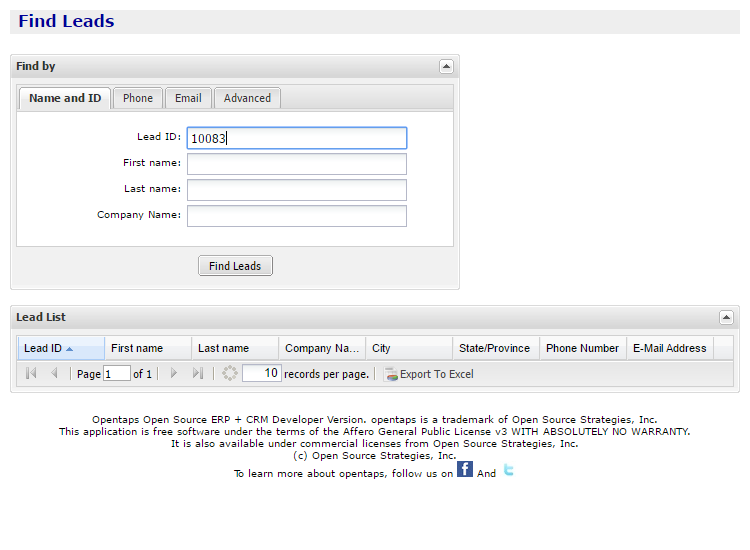 Find Leads
Find by
Name and ID Phone Email Advanced
Lead ID: 10083
First name:
Last name:
Company Name:
Find Leads
Lead List
Lead ID First name Last name Company Na... City State/Province Phone Number E-Mail Address
Page 1 of 1 10 records per page. Export To Excel
Opentaps Open Source ERP + CRM Developer Version. opentaps is a trademark of Open Source Strategies, Inc.
This application is free software under the terms of the Affero General Public License v3 WITH ABSOLUTELY NO WARRANTY.
It is also available under commercial licenses from Open Source Strategies, Inc.
(c) Open Source Strategies, Inc.
To learn more about opentaps, follow us on f And t